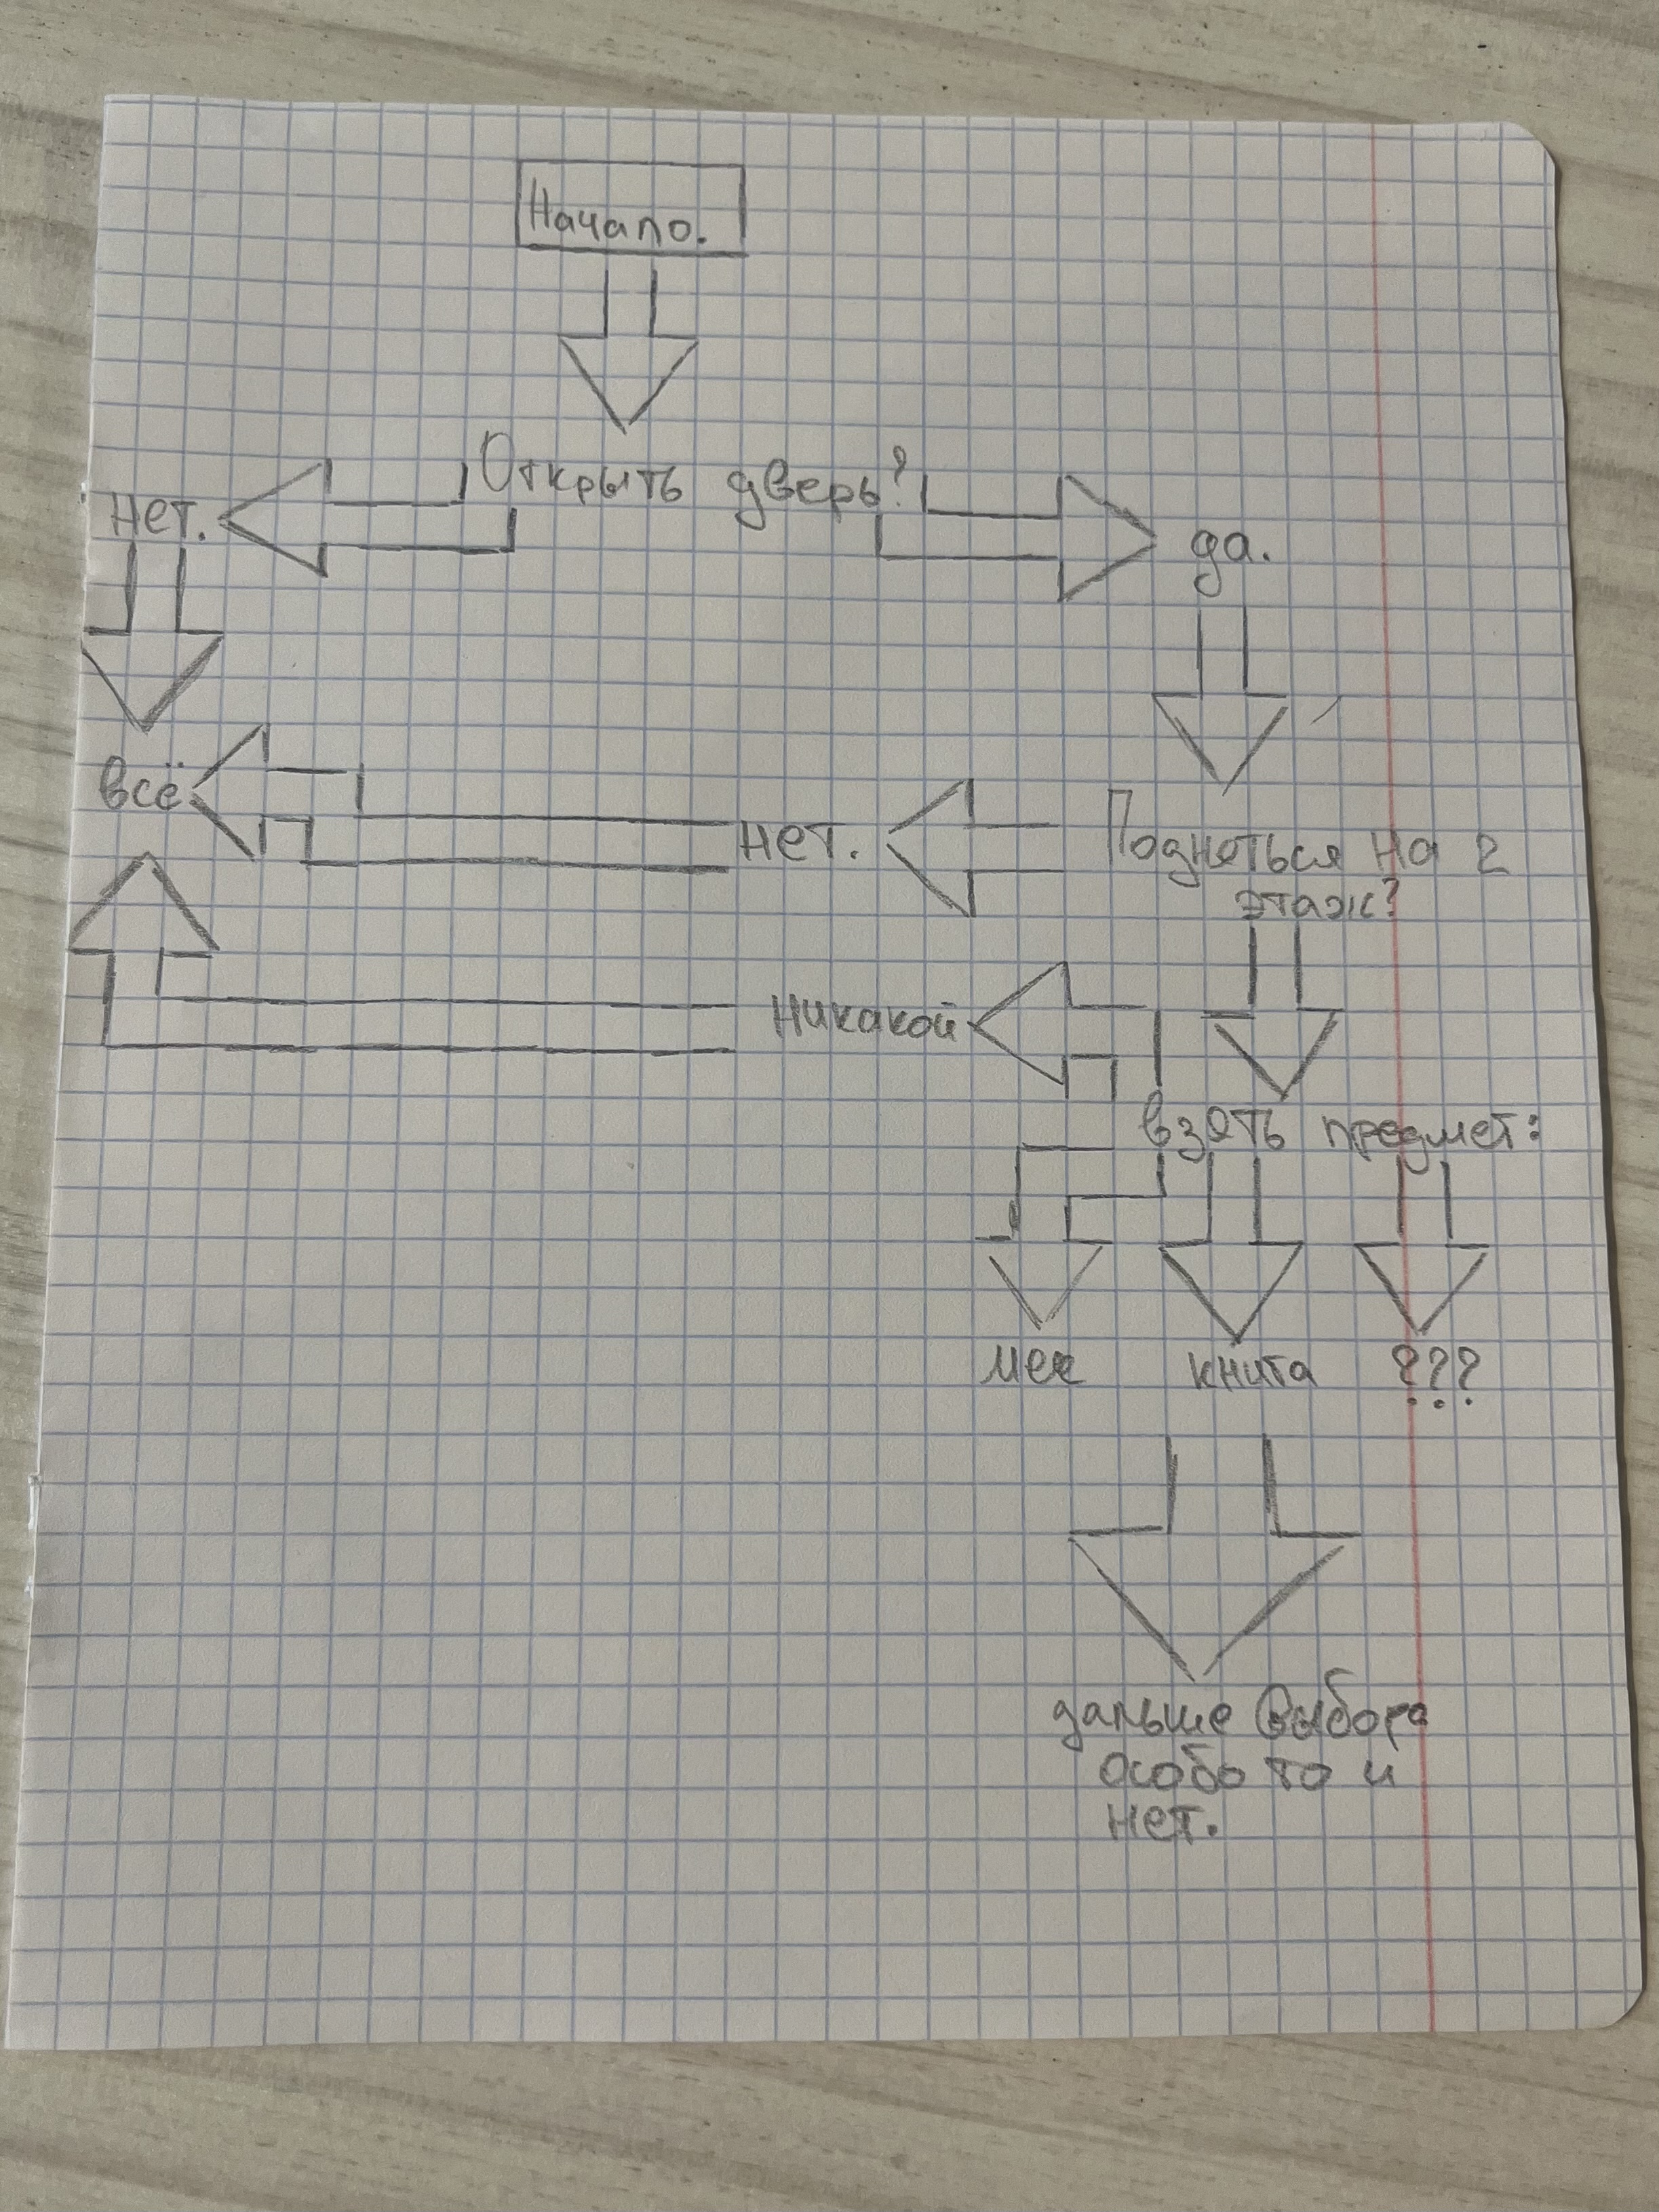 Начало.
Открыть дверь?
Нет.
да.
всё
Нет.
Подняться на 2
этаж?
Никакой
взять предмет:
меч
книга
???
дальше выбора
особо то и
нет.